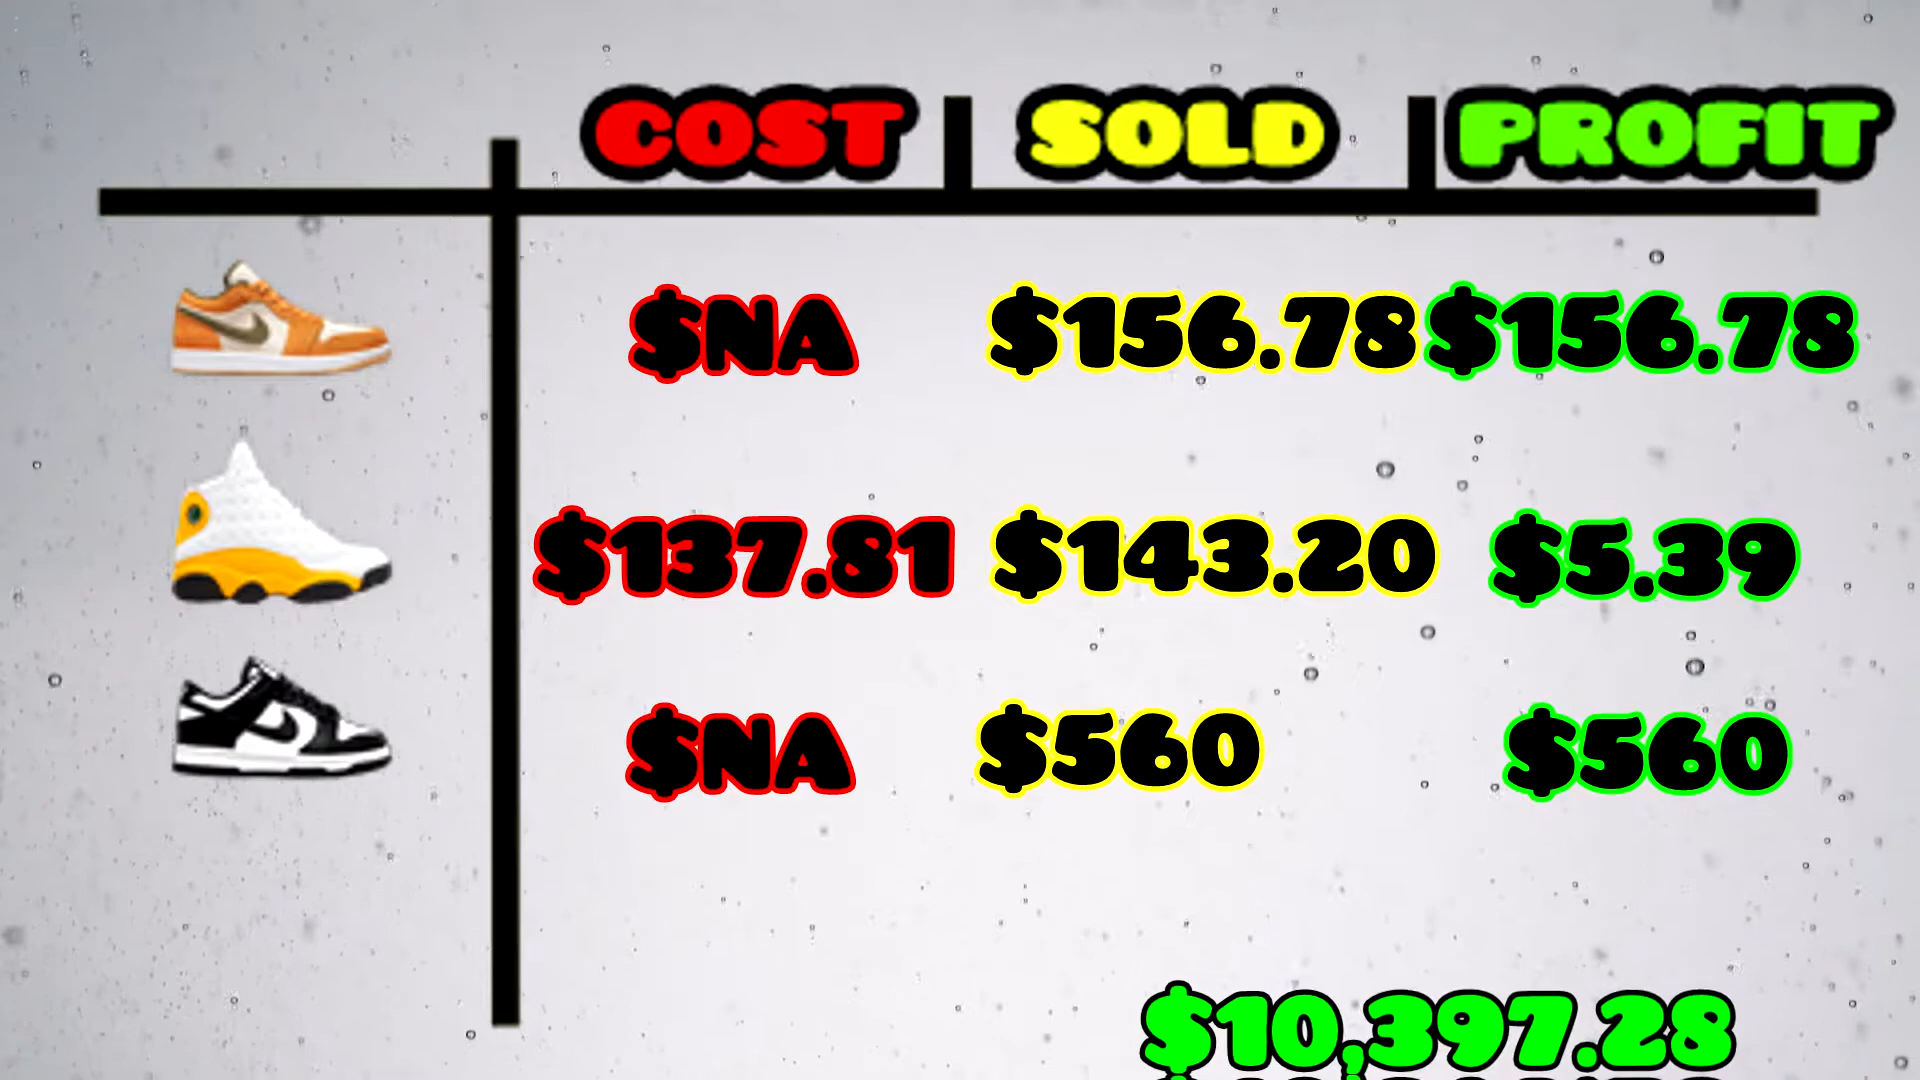 COST SOLD PROFIT
$NA $156.78 $156.78
$137.81 $143.20 $5.39
$NA $560 $560
$10,397.28